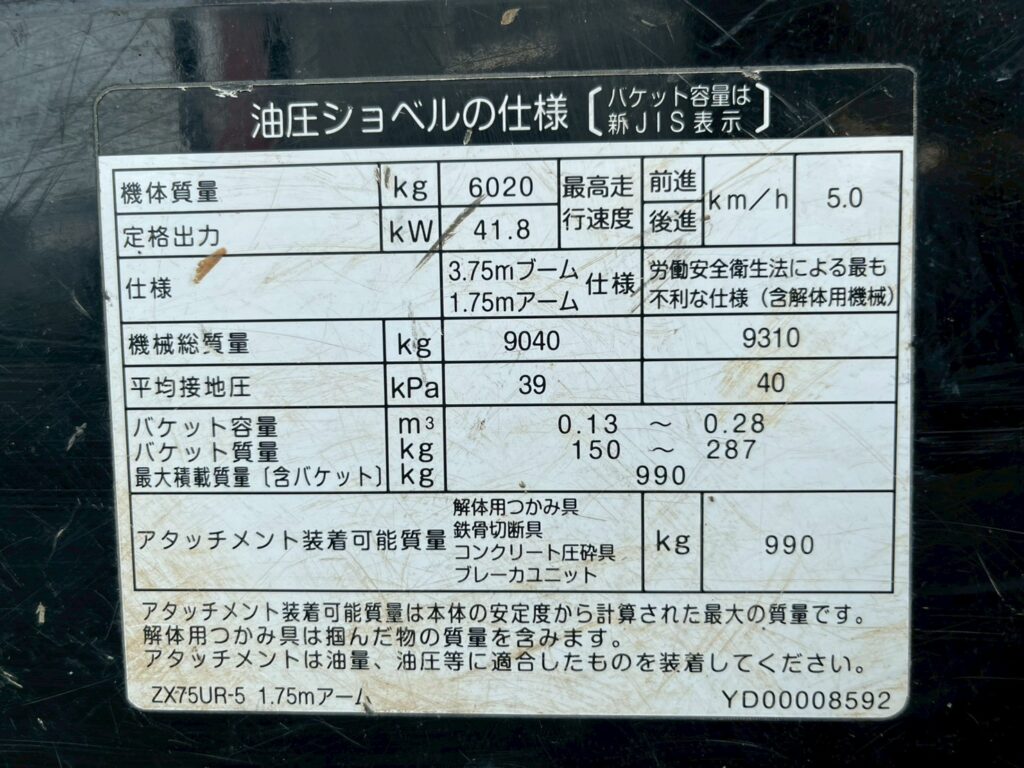 油圧ショベルの仕様〔バケット容量は新JIS表示〕
機体質量 kg 6020 最高走行速度 前進 後進 km/h 5.0
定格出力 kW 41.8
仕様 3.75mブーム 1.75mアーム 仕様 労働安全衛生法による最も不利な仕様（含解体用機械）
機械総質量 kg 9040 9310
平均接地圧 kPa 39 40
バケット容量 m³ 0.13 ～ 0.28
バケット質量 kg 150 ～ 287
最大積載質量〔含バケット〕 kg 990
アタッチメント装着可能質量 解体用つかみ具 鉄骨切断具 コンクリート圧砕具 ブレーカユニット kg 990
アタッチメント装着可能質量は本体の安定度から計算された最大の質量です。
解体用つかみ具は掴んだ物の質量を含みます。
アタッチメントは油量、油圧等に適合したものを装着してください。
ZX75UR-5 1.75mアーム YD00008592